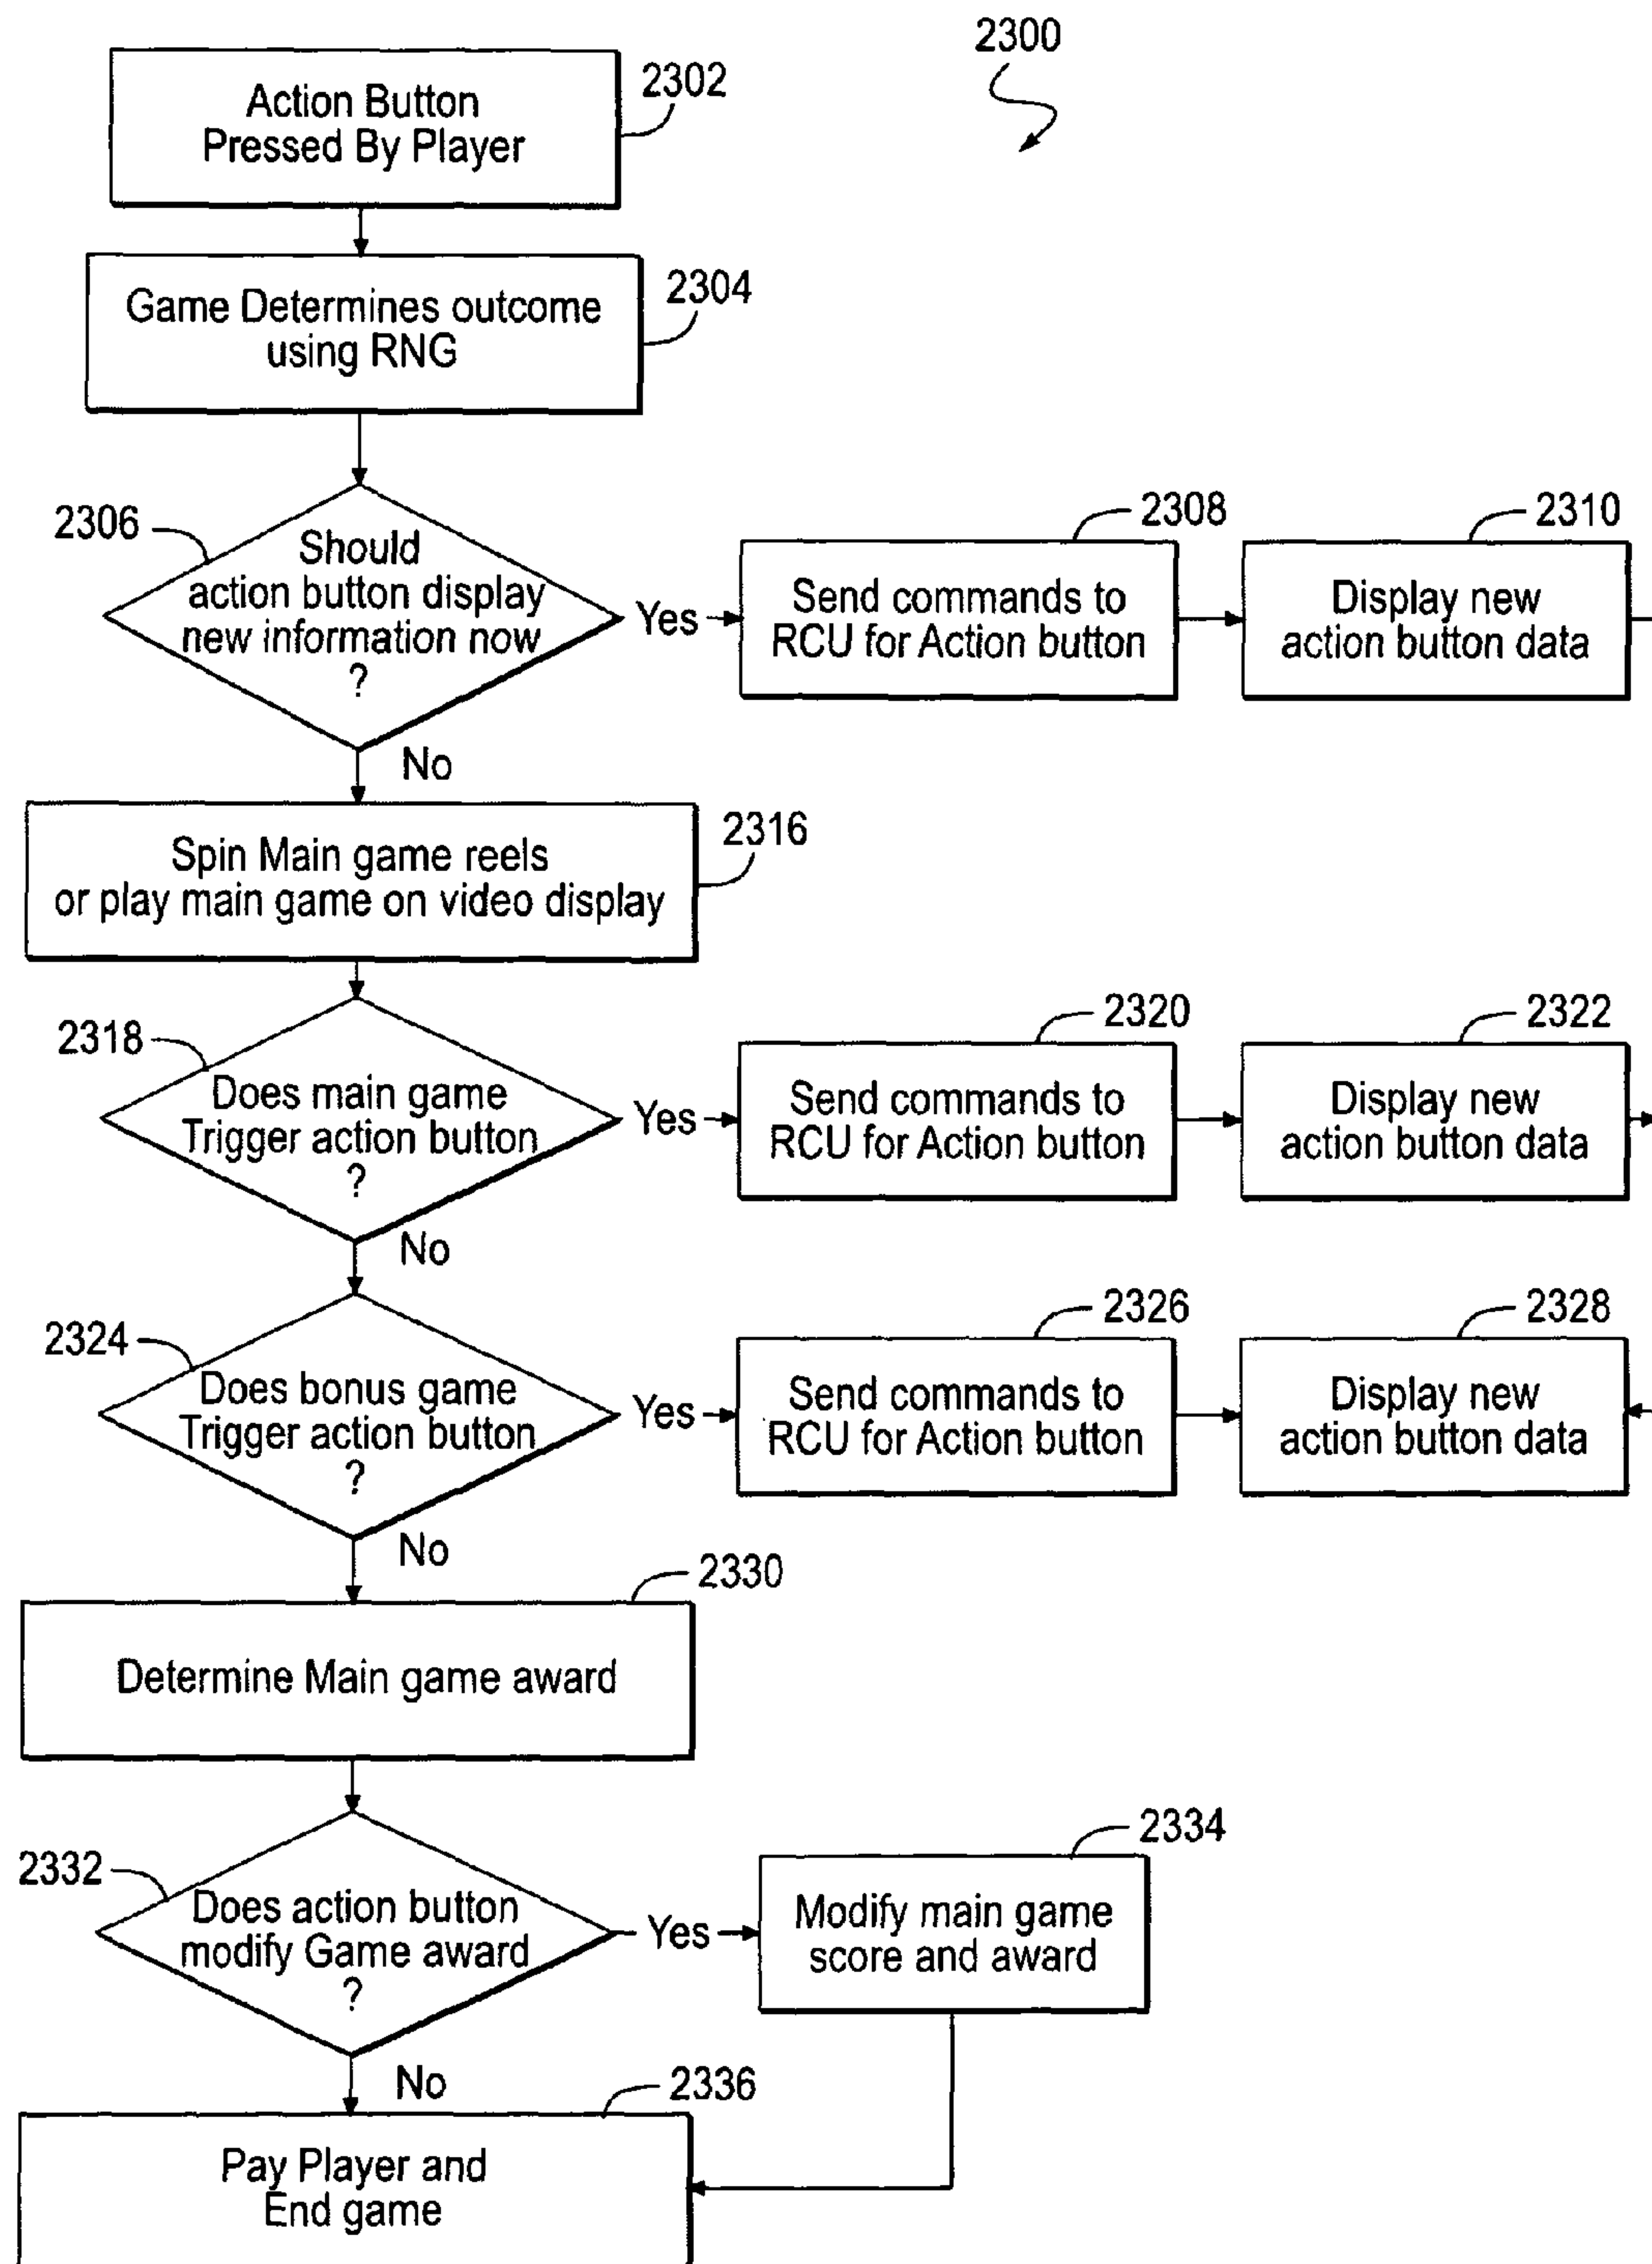 2300
Action Button
Pressed By Player
2302
Game Determines outcome
using RNG
2304
2306
Should
action button display
new information now
?
Yes
2308
Send commands to
RCU for Action button
2310
Display new
action button data
No
Spin Main game reels
or play main game on video display
2316
2318
Does main game
Trigger action button
?
Yes
2320
Send commands to
RCU for Action button
2322
Display new
action button data
No
2324
Does bonus game
Trigger action button
?
Yes
2326
Send commands to
RCU for Action button
2328
Display new
action button data
No
2330
Determine Main game award
2332
Does action button
modify Game award
?
Yes
2334
Modify main game
score and award
No
2336
Pay Player and
End game